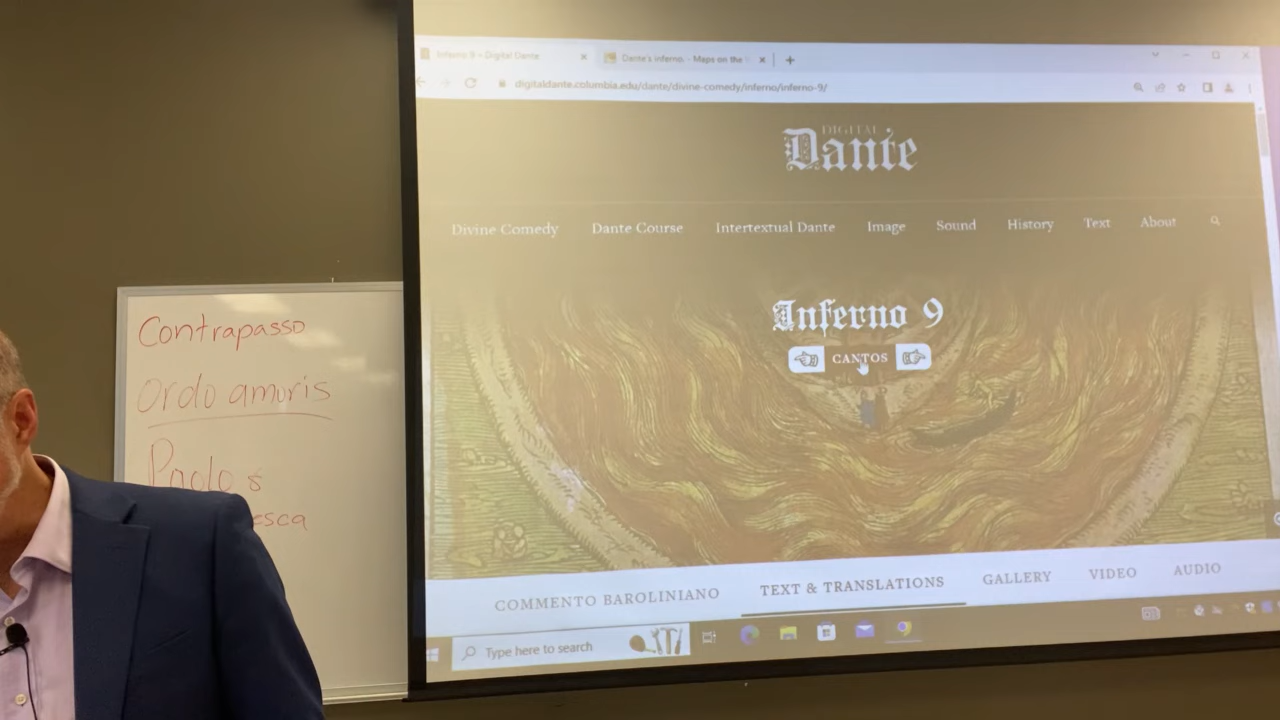 Inferno 9 - Digital Dante
Dante's inferno. - Maps on the
digitaldante.columbia.edu/dante/divine-comedy/inferno/inferno-9/
DIGITAL
Dante
Divine Comedy Dante Course Intertextual Dante Image Sound History Text About
Inferno 9
CANTOS
COMMENTO BAROLINIANO TEXT & TRANSLATIONS GALLERY VIDEO AUDIO
Type here to search
Contrapasso
Ordo amoris
Paolo &
esca